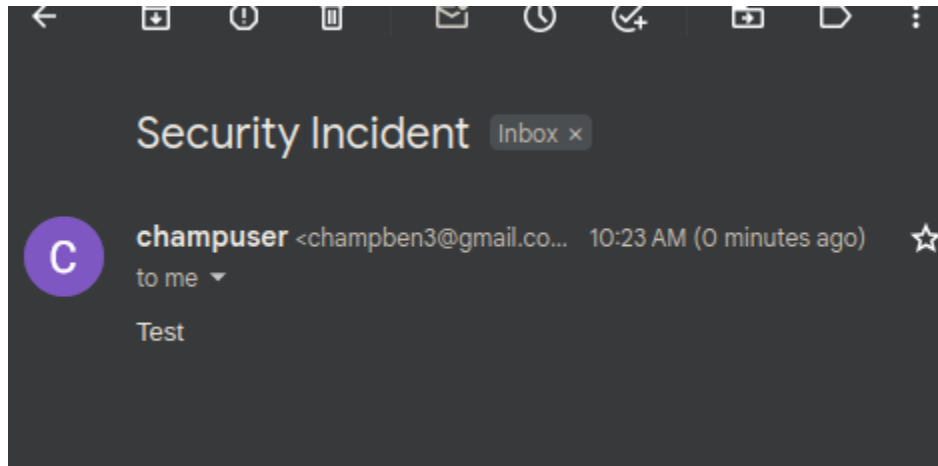 Security Incident Inbox ×
C
champuser <champben3@gmail.co... 10:23 AM (0 minutes ago)
to me
Test